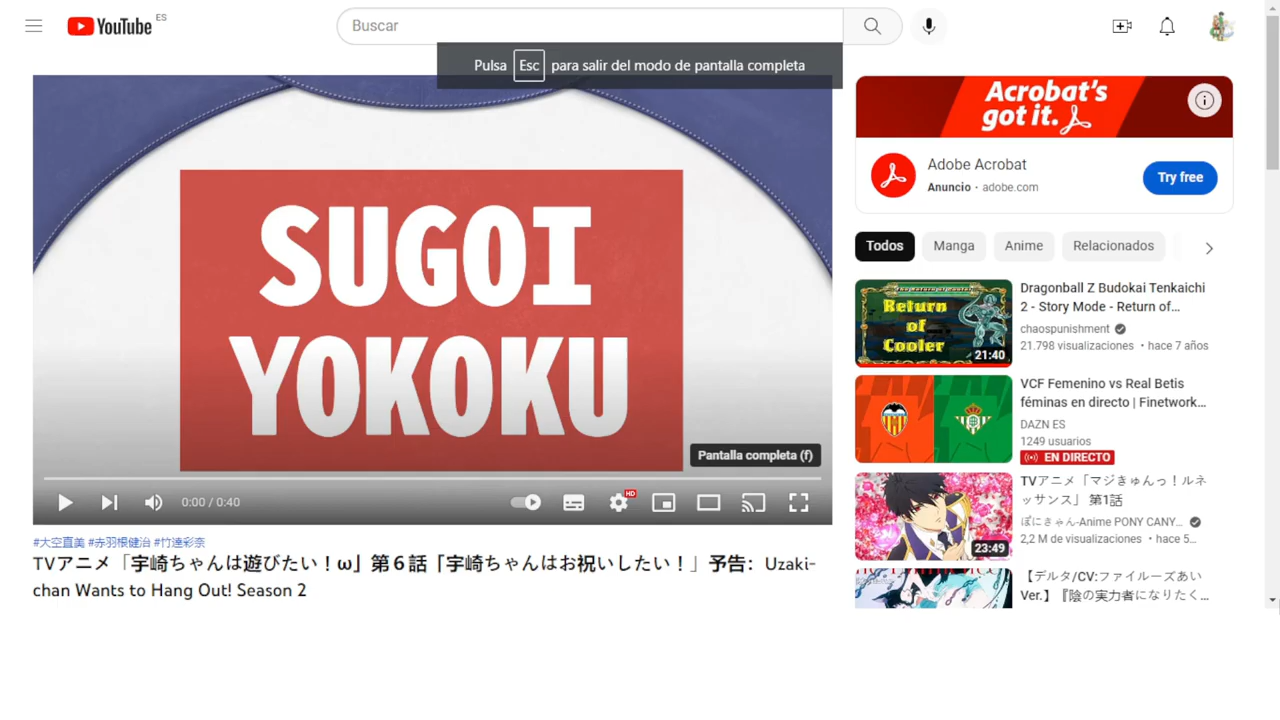 YouTube ES
Buscar
Pulsa Esc para salir del modo de pantalla completa
SUGOI
YOKOKU
Pantalla completa (f)
0:00 / 0:40
HD
#大空直美 #赤羽根健治 #竹達彩奈
TVアニメ「宇崎ちゃんは遊びたい！ω」第６話「宇崎ちゃんはお祝いしたい！」予告：Uzaki-
chan Wants to Hang Out! Season 2
Acrobat's
got it.
Adobe Acrobat
Anuncio • adobe.com
Try free
Todos
Manga
Anime
Relacionados
Return
of
Cooler
21:40
Dragonball Z Budokai Tenkaichi
2 - Story Mode - Return of...
chaospunishment
21.798 visualizaciones • hace 7 años
VCF Femenino vs Real Betis
féminas en directo | Finetwork...
DAZN ES
1249 usuarios
EN DIRECTO
23:49
TVアニメ「マジきゅんっ！ルネ
ッサンス」 第1話
ぽにきゃん-Anime PONY CANY...
2,2 M de visualizaciones • hace 5...
【デルタ/CV:ファイルーズあい
Ver.】『陰の実力者になりたく...